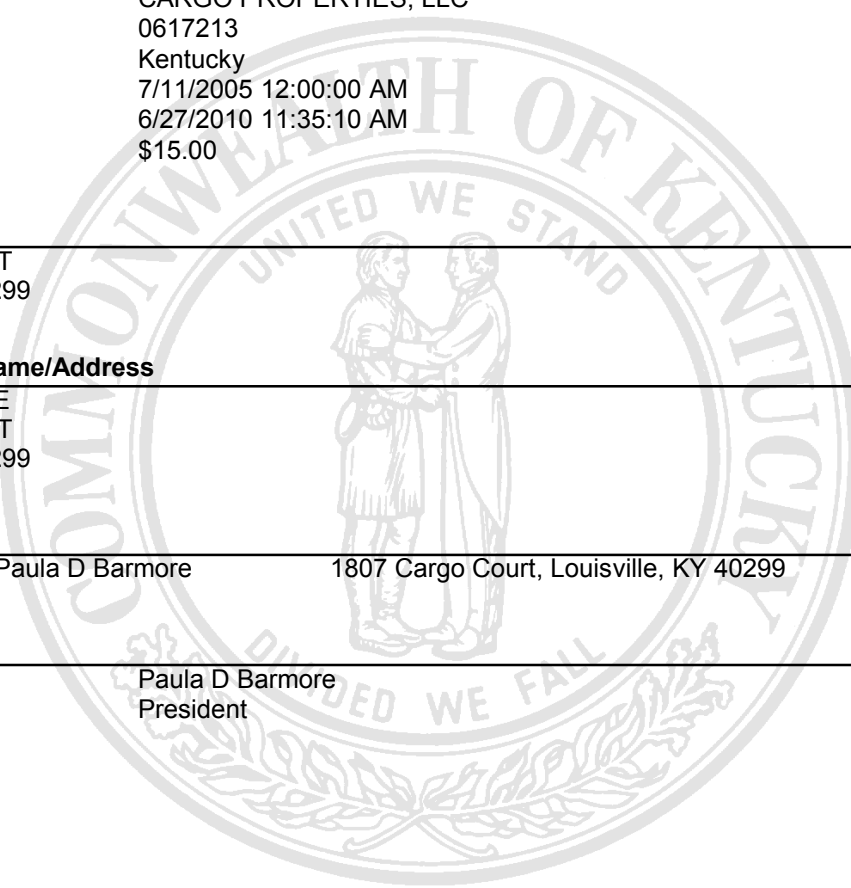 CARGO PROPERTIES, LLC
0617213
Kentucky
7/11/2005 12:00:00 AM
6/27/2010 11:35:10 AM
$15.00
T
299
ame/Address
E
T
299
Paula D Barmore 1807 Cargo Court, Louisville, KY 40299
Paula D Barmore
President
COMMONWEALTH OF KENTUCKY
UNITED WE STAND
DIVIDED WE FALL